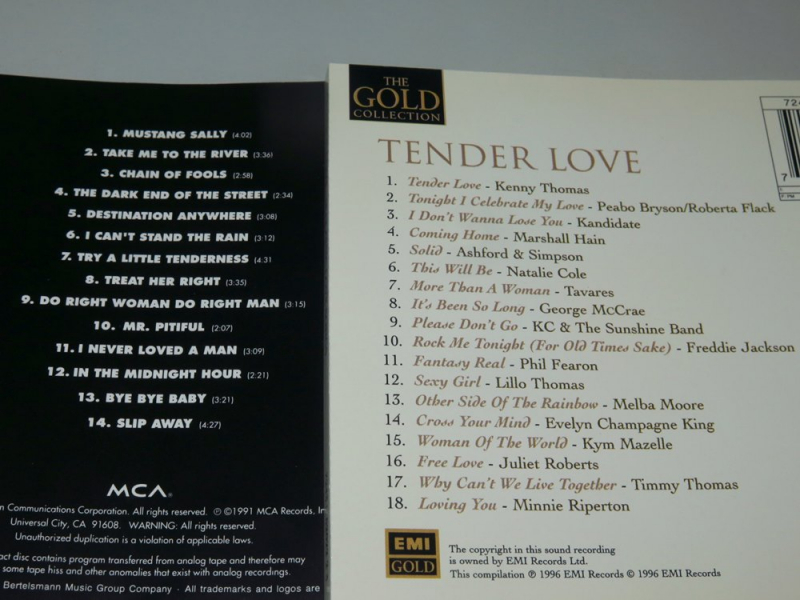 1. MUSTANG SALLY (4:02)
2. TAKE ME TO THE RIVER (3:36)
3. CHAIN OF FOOLS (2:58)
4. THE DARK END OF THE STREET (2:34)
5. DESTINATION ANYWHERE (3:08)
6. I CAN'T STAND THE RAIN (3:12)
7. TRY A LITTLE TENDERNESS (4:31
8. TREAT HER RIGHT (3:35)
9. DO RIGHT WOMAN DO RIGHT MAN (3:15)
10. MR. PITIFUL (2:07)
11. I NEVER LOVED A MAN (3:09)
12. IN THE MIDNIGHT HOUR (2:21)
13. BYE BYE BABY (3:21)
14. SLIP AWAY (4:27)
MCA®
n Communications Corporation. All rights reserved. ℗ ©1991 MCA Records, In
Universal City, CA 91608. WARNING: All rights reserved.
Unauthorized duplication is a violation of applicable laws.
act disc contains program transferred from analog tape and therefore may
some tape hiss and other anomalies that exist with analog recordings.
Bertelsmann Music Group Company · All trademarks and logos are
THE
GOLD
COLLECTION
TENDER LOVE
1. Tender Love - Kenny Thomas
2. Tonight I Celebrate My Love - Peabo Bryson/Roberta Flack
3. I Don't Wanna Lose You - Kandidate
4. Coming Home - Marshall Hain
5. Solid - Ashford & Simpson
6. This Will Be - Natalie Cole
7. More Than A Woman - Tavares
8. It's Been So Long - George McCrae
9. Please Don't Go - KC & The Sunshine Band
10. Rock Me Tonight (For Old Times Sake) - Freddie Jackson
11. Fantasy Real - Phil Fearon
12. Sexy Girl - Lillo Thomas
13. Other Side Of The Rainbow - Melba Moore
14. Cross Your Mind - Evelyn Champagne King
15. Woman Of The World - Kym Mazelle
16. Free Love - Juliet Roberts
17. Why Can't We Live Together - Timmy Thomas
18. Loving You - Minnie Riperton
EMI
GOLD
The copyright in this sound recording
is owned by EMI Records Ltd.
This compilation ℗ 1996 EMI Records © 1996 EMI Records
72
7